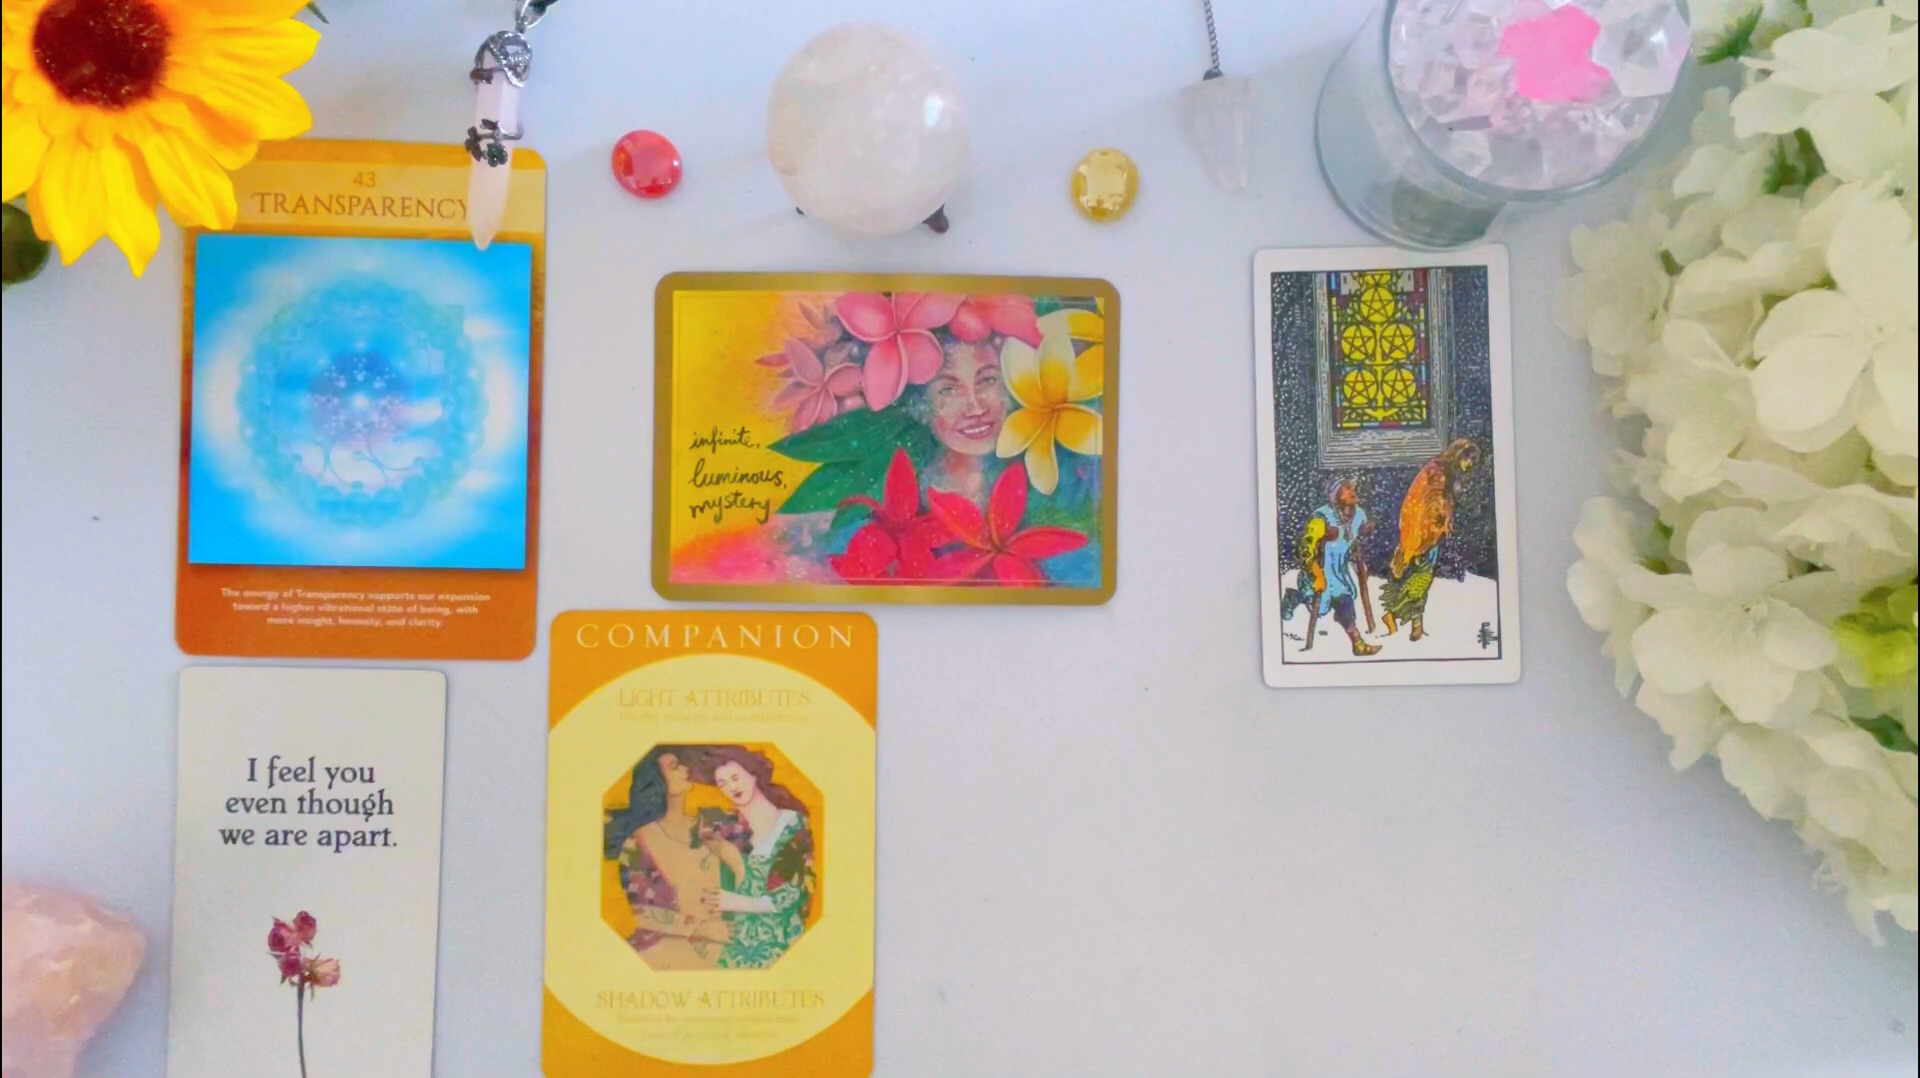 43
TRANSPARENCY
The energy of Transparency supports our expansion
toward a higher vibrational state of being, with
more insight, honesty, and clarity.
infinite,
luminous,
mystery
I feel you
even though
we are apart.
COMPANION
LIGHT ATTRIBUTES
SHADOW ATTRIBUTES